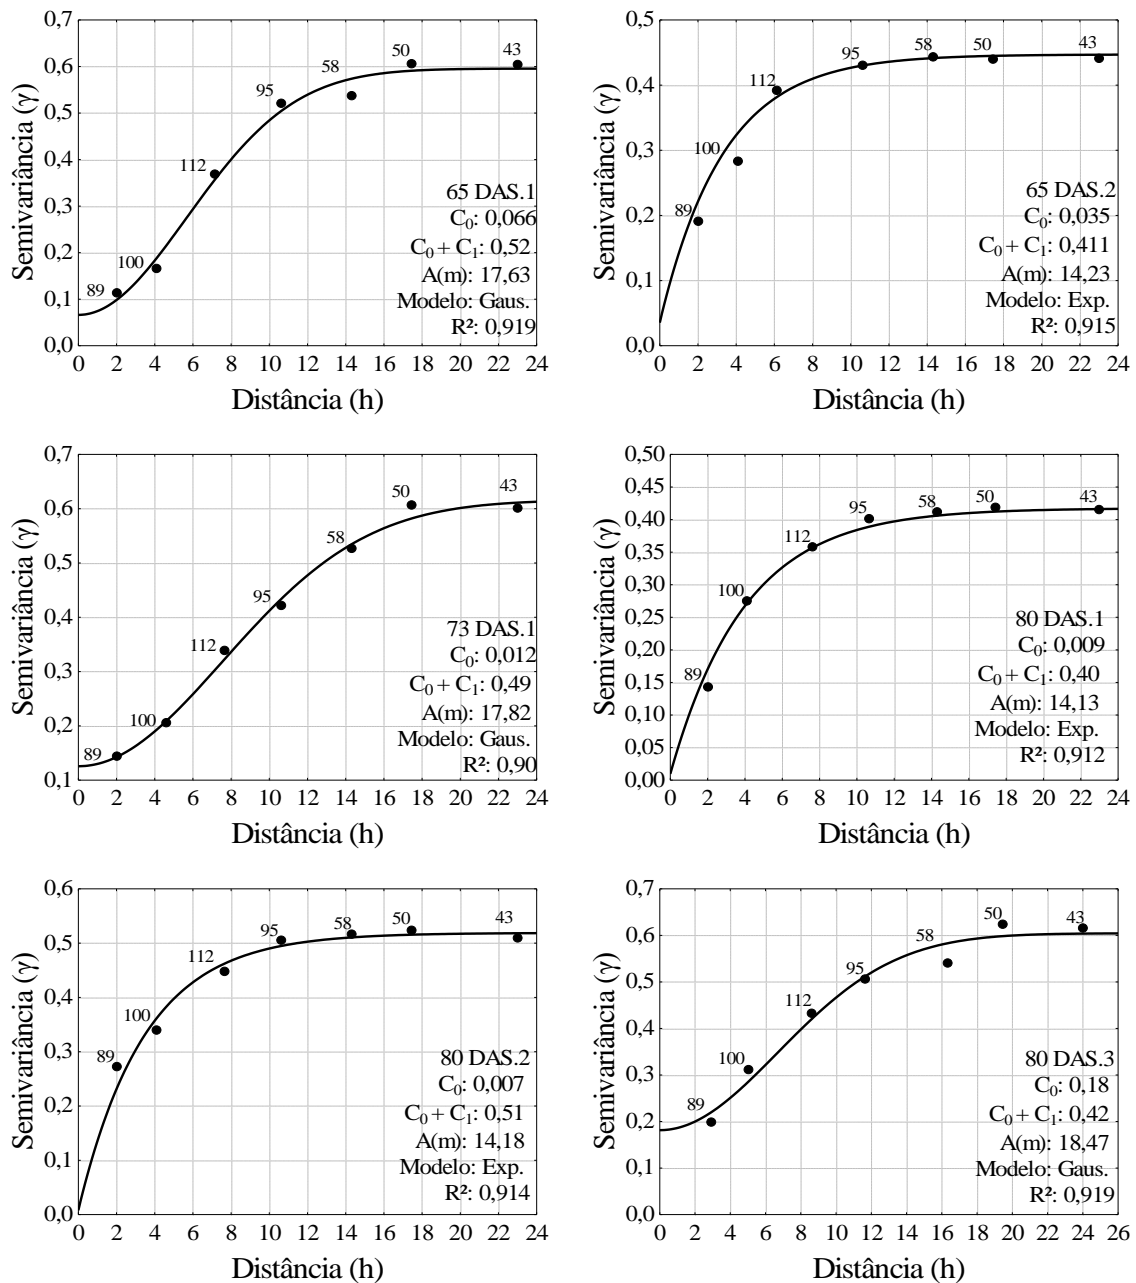 0,7
0,6
0,5
0,4
0,3
0,2
0,1
0,0
Semivariância (γ)
89
100
112
95
58
50
43
65 DAS.1
C₀: 0,066
C₀ + C₁: 0,52
A(m): 17,63
Modelo: Gaus.
R²: 0,919
0 2 4 6 8 10 12 14 16 18 20 22 24
Distância (h)
0,5
0,4
0,3
0,2
0,1
0,0
Semivariância (γ)
89
100
112
95
58
50
43
65 DAS.2
C₀: 0,035
C₀ + C₁: 0,411
A(m): 14,23
Modelo: Exp.
R²: 0,915
0 2 4 6 8 10 12 14 16 18 20 22 24
Distância (h)
0,7
0,6
0,5
0,4
0,3
0,2
0,1
Semivariância (γ)
89
100
112
95
58
50
43
73 DAS.1
C₀: 0,012
C₀ + C₁: 0,49
A(m): 17,82
Modelo: Gaus.
R²: 0,90
0 2 4 6 8 10 12 14 16 18 20 22 24
Distância (h)
0,50
0,45
0,40
0,35
0,30
0,25
0,20
0,15
0,10
0,05
0,00
Semivariância (γ)
89
100
112
95
58
50
43
80 DAS.1
C₀: 0,009
C₀ + C₁: 0,40
A(m): 14,13
Modelo: Exp.
R²: 0,912
0 2 4 6 8 10 12 14 16 18 20 22 24
Distância (h)
0,6
0,5
0,4
0,3
0,2
0,1
0,0
Semivariância (γ)
89
100
112
95
58
50
43
80 DAS.2
C₀: 0,007
C₀ + C₁: 0,51
A(m): 14,18
Modelo: Exp.
R²: 0,914
0 2 4 6 8 10 12 14 16 18 20 22 24
Distância (h)
0,7
0,6
0,5
0,4
0,3
0,2
0,1
0,0
Semivariância (γ)
89
100
112
95
58
50
43
80 DAS.3
C₀: 0,18
C₀ + C₁: 0,42
A(m): 18,47
Modelo: Gaus.
R²: 0,919
0 2 4 6 8 10 12 14 16 18 20 22 24 26
Distância (h)